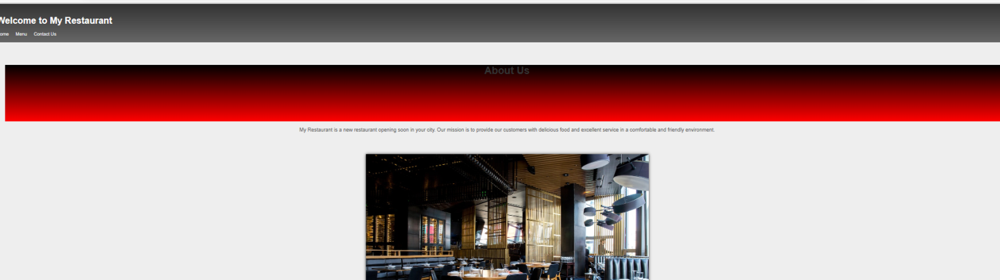 Welcome to My Restaurant
ome Menu Contact Us
About Us
My Restaurant is a new restaurant opening soon in your city. Our mission is to provide our customers with delicious food and excellent service in a comfortable and friendly environment.